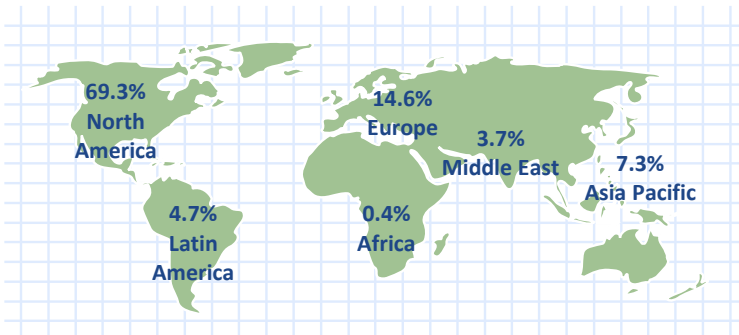 69.3%
North
America
14.6%
Europe
3.7%
Middle East
7.3%
Asia Pacific
4.7%
Latin
America
0.4%
Africa